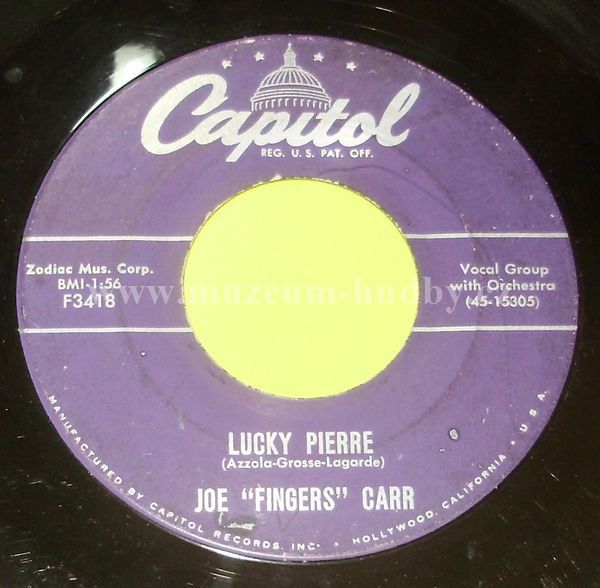 Capitol
REG. U.S. PAT. OFF.
Zodiac Mus. Corp.
BMI-1:56
F3418
Vocal Group
with Orchestra
(45-15305)
www.muzeum-hudby.
LUCKY PIERRE
(Azzola-Grosse-Lagarde)
JOE "FINGERS" CARR
MANUFACTURED BY CAPITOL RECORDS, INC. • HOLLYWOOD, CALIFORNIA • U.S.A.